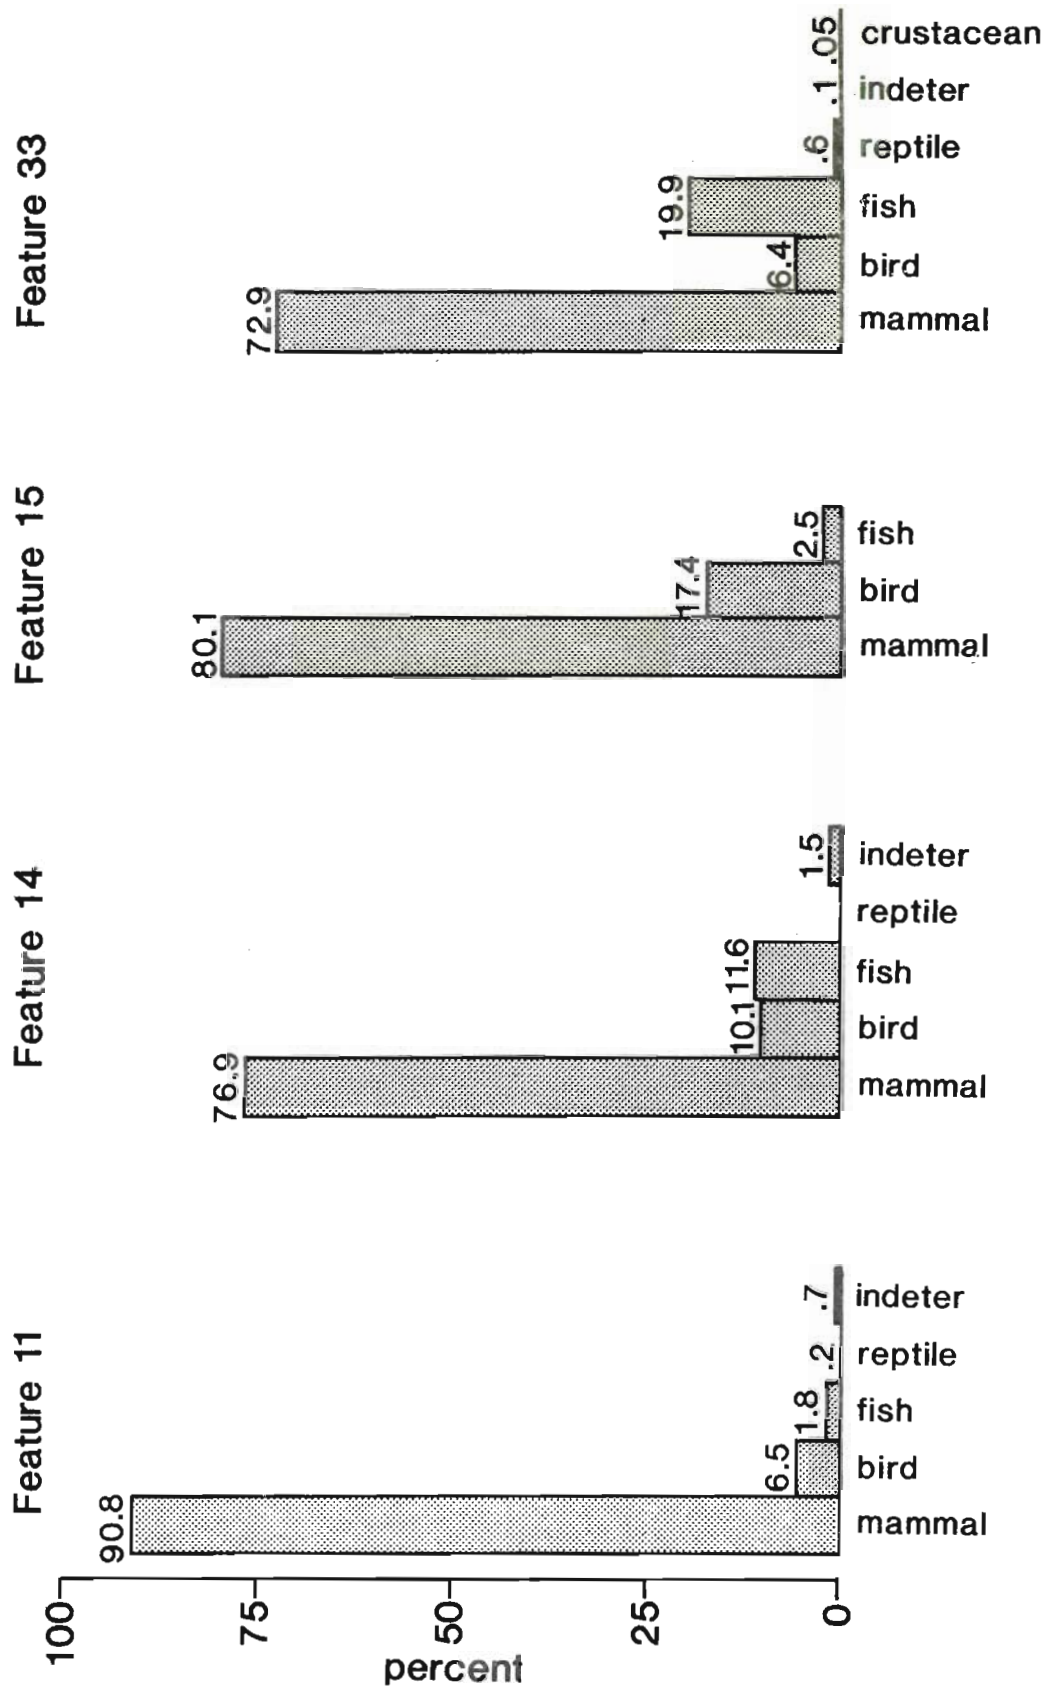 Feature 33
72.9
6.4
19.9
.6
.1
.05
mammal
bird
fish
reptile
indeter
crustacean
Feature 15
80.1
17.4
2.5
mammal
bird
fish
Feature 14
76.9
10.1
11.6
1.5
mammal
bird
fish
reptile
indeter
Feature 11
90.8
6.5
1.8
.2
.7
mammal
bird
fish
reptile
indeter
100
75
50
25
0
percent